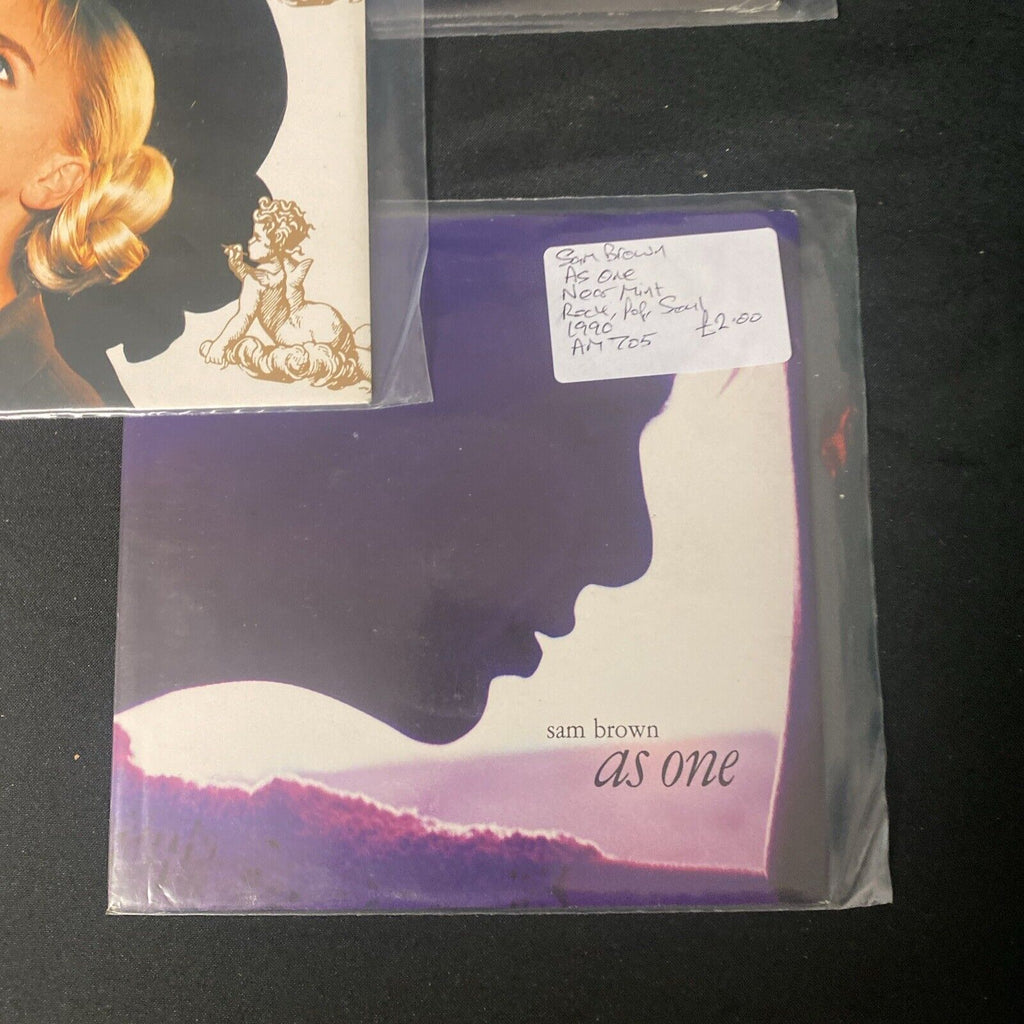 Sam Brown
As one
Near Mint
Rock, Pop, Soul
1990 £2.00
AM 705
sam brown
as one